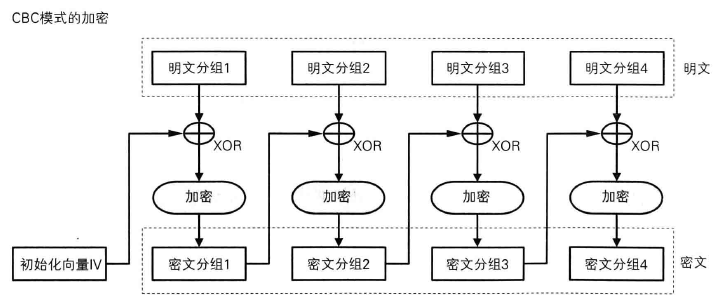 CBC模式的加密
明文分组1 明文分组2 明文分组3 明文分组4 明文
XOR XOR XOR XOR
加密 加密 加密 加密
初始化向量IV 密文分组1 密文分组2 密文分组3 密文分组4 密文